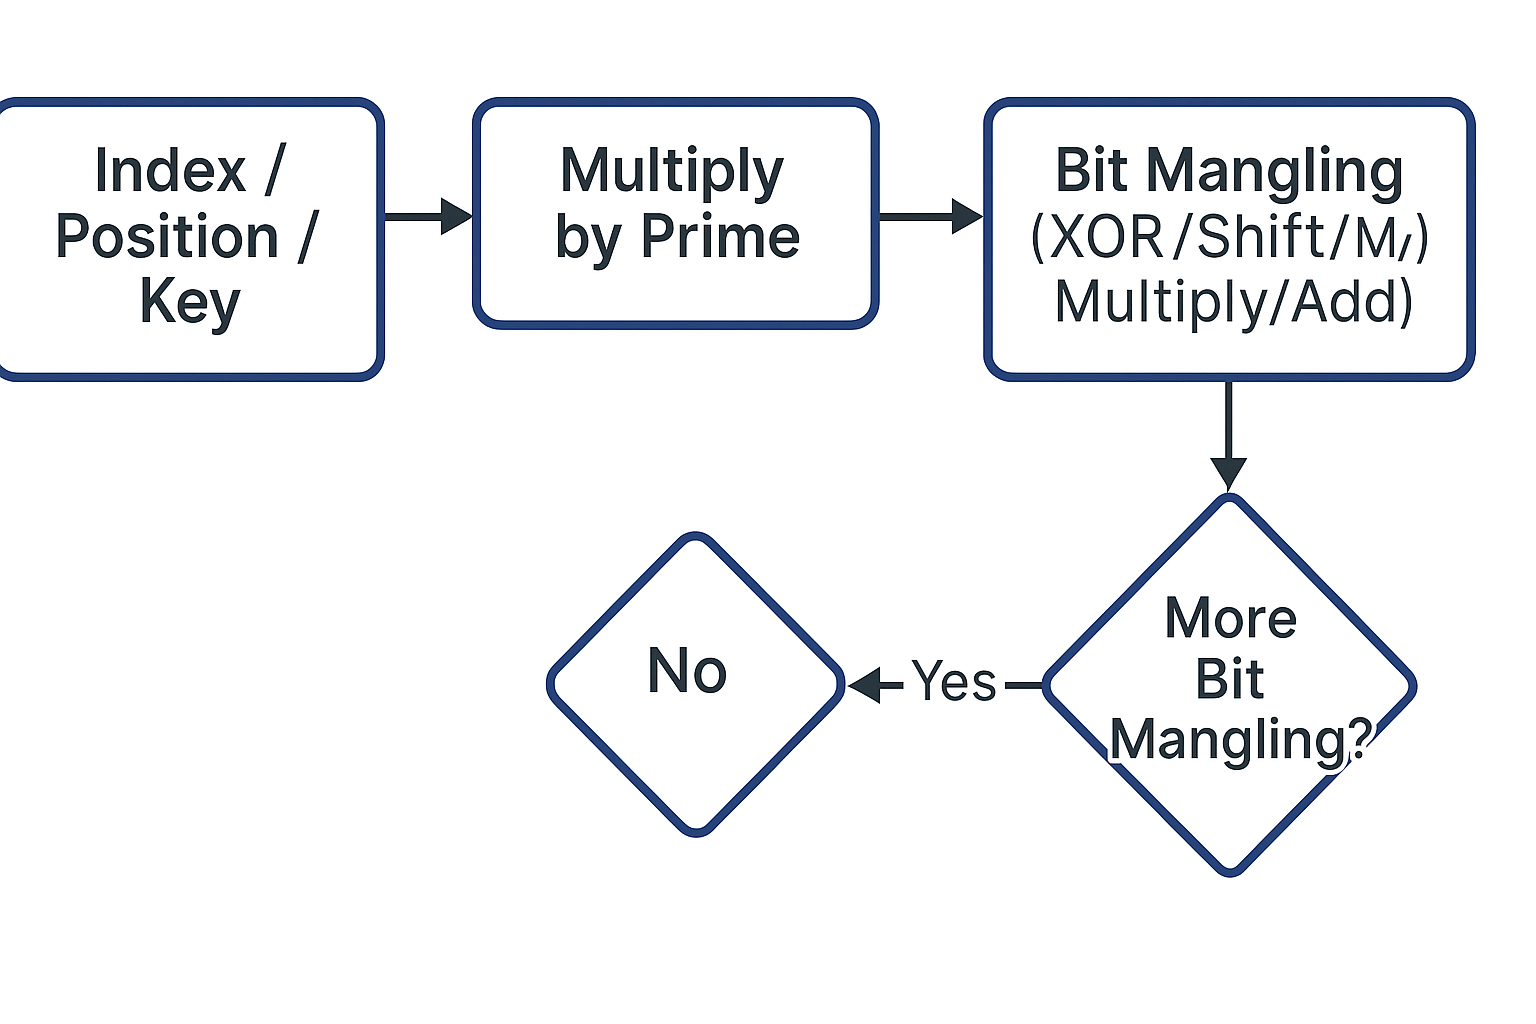 Index /
Position /
Key
Multiply
by Prime
Bit Mangling
(XOR/Shift/M,)
Multiply/Add)
More
Bit
Mangling?
Yes
No